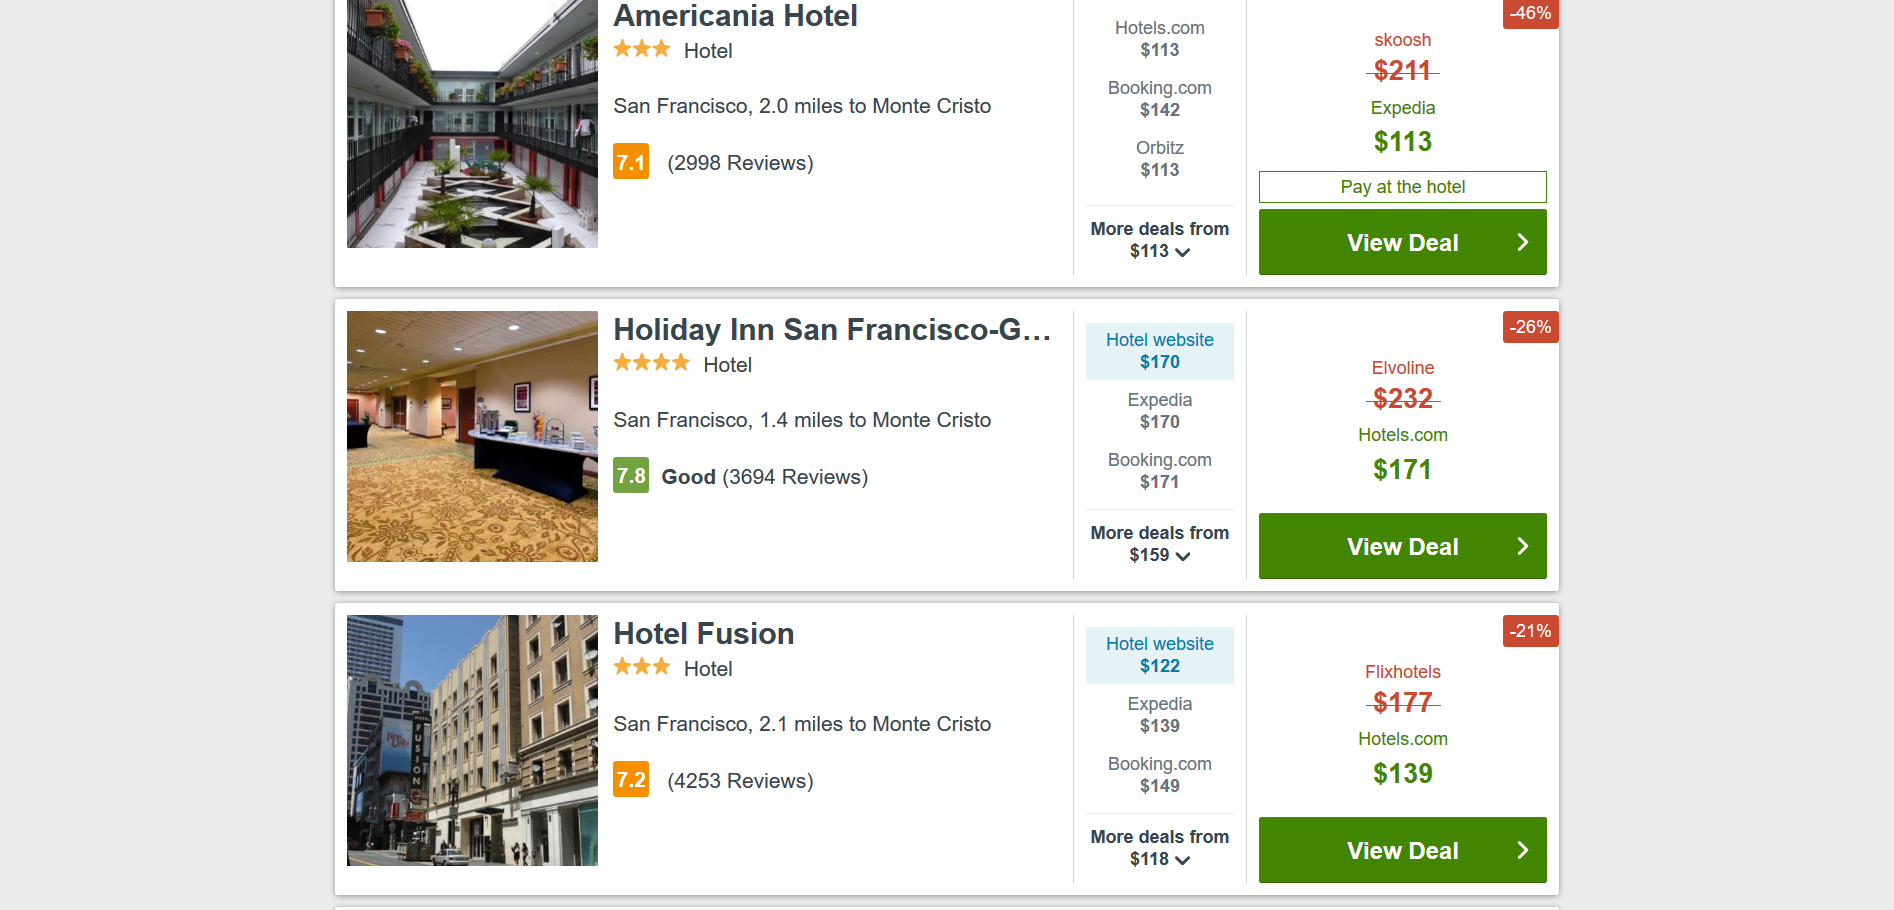 Americania Hotel
Hotel
San Francisco, 2.0 miles to Monte Cristo
7.1 (2998 Reviews)
Hotels.com
$113
Booking.com
$142
Orbitz
$113
More deals from
$113
-46%
skoosh
$211
Expedia
$113
Pay at the hotel
View Deal
Holiday Inn San Francisco-G...
Hotel
San Francisco, 1.4 miles to Monte Cristo
7.8 Good (3694 Reviews)
Hotel website
$170
Expedia
$170
Booking.com
$171
More deals from
$159
-26%
Elvoline
$232
Hotels.com
$171
View Deal
Hotel Fusion
Hotel
San Francisco, 2.1 miles to Monte Cristo
7.2 (4253 Reviews)
HOTEL
FUSION
Hotel website
$122
Expedia
$139
Booking.com
$149
More deals from
$118
-21%
Flixhotels
$177
Hotels.com
$139
View Deal